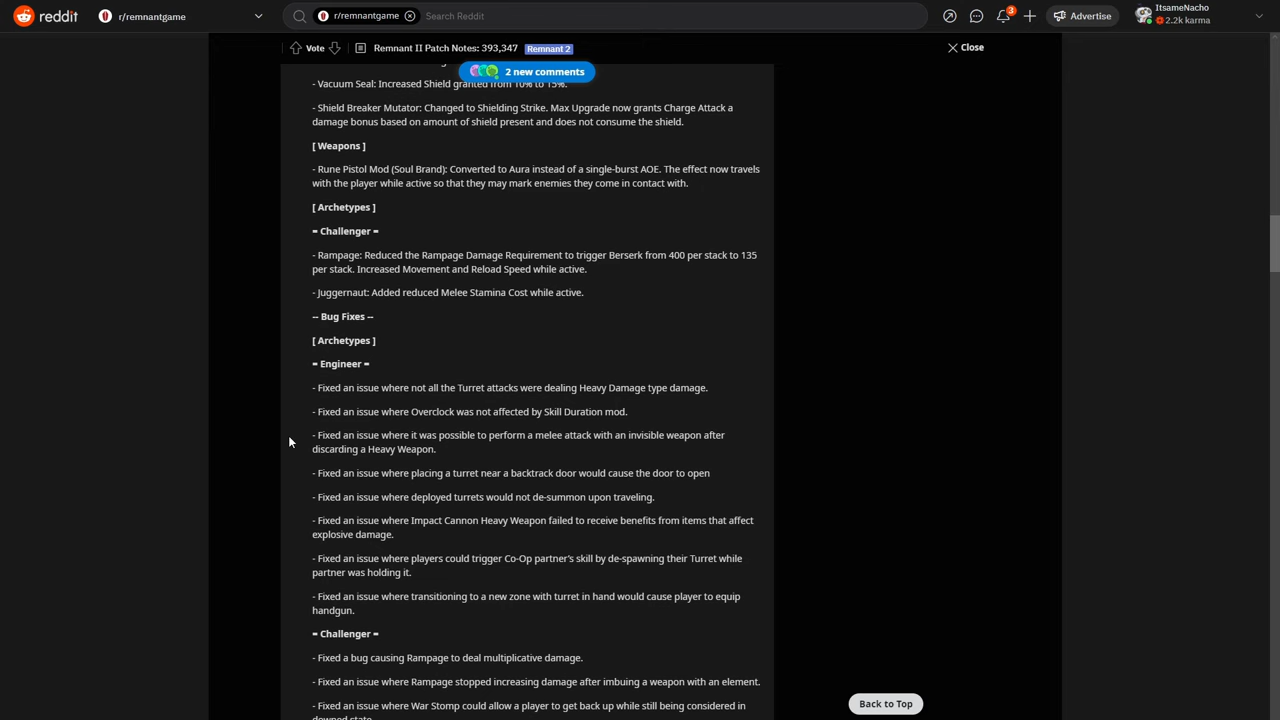 reddit
r/remnantgame
r/remnantgame
Search Reddit
3
Advertise
ItsameNacho
2.2k karma
Vote
Remnant II Patch Notes: 393,347
Remnant 2
Close
2 new comments
- Vacuum Seal: Increased Shield granted from 10% to 15%.
- Shield Breaker Mutator: Changed to Shielding Strike. Max Upgrade now grants Charge Attack a
damage bonus based on amount of shield present and does not consume the shield.
[ Weapons ]
- Rune Pistol Mod (Soul Brand): Converted to Aura instead of a single-burst AOE. The effect now travels
with the player while active so that they may mark enemies they come in contact with.
[ Archetypes ]
= Challenger =
- Rampage: Reduced the Rampage Damage Requirement to trigger Berserk from 400 per stack to 135
per stack. Increased Movement and Reload Speed while active.
- Juggernaut: Added reduced Melee Stamina Cost while active.
-- Bug Fixes --
[ Archetypes ]
= Engineer =
- Fixed an issue where not all the Turret attacks were dealing Heavy Damage type damage.
- Fixed an issue where Overclock was not affected by Skill Duration mod.
- Fixed an issue where it was possible to perform a melee attack with an invisible weapon after
discarding a Heavy Weapon.
- Fixed an issue where placing a turret near a backtrack door would cause the door to open
- Fixed an issue where deployed turrets would not de-summon upon traveling.
- Fixed an issue where Impact Cannon Heavy Weapon failed to receive benefits from items that affect
explosive damage.
- Fixed an issue where players could trigger Co-Op partner's skill by de-spawning their Turret while
partner was holding it.
- Fixed an issue where transitioning to a new zone with turret in hand would cause player to equip
handgun.
= Challenger =
- Fixed a bug causing Rampage to deal multiplicative damage.
- Fixed an issue where Rampage stopped increasing damage after imbuing a weapon with an element.
- Fixed an issue where War Stomp could allow a player to get back up while still being considered in
downed state.
Back to Top